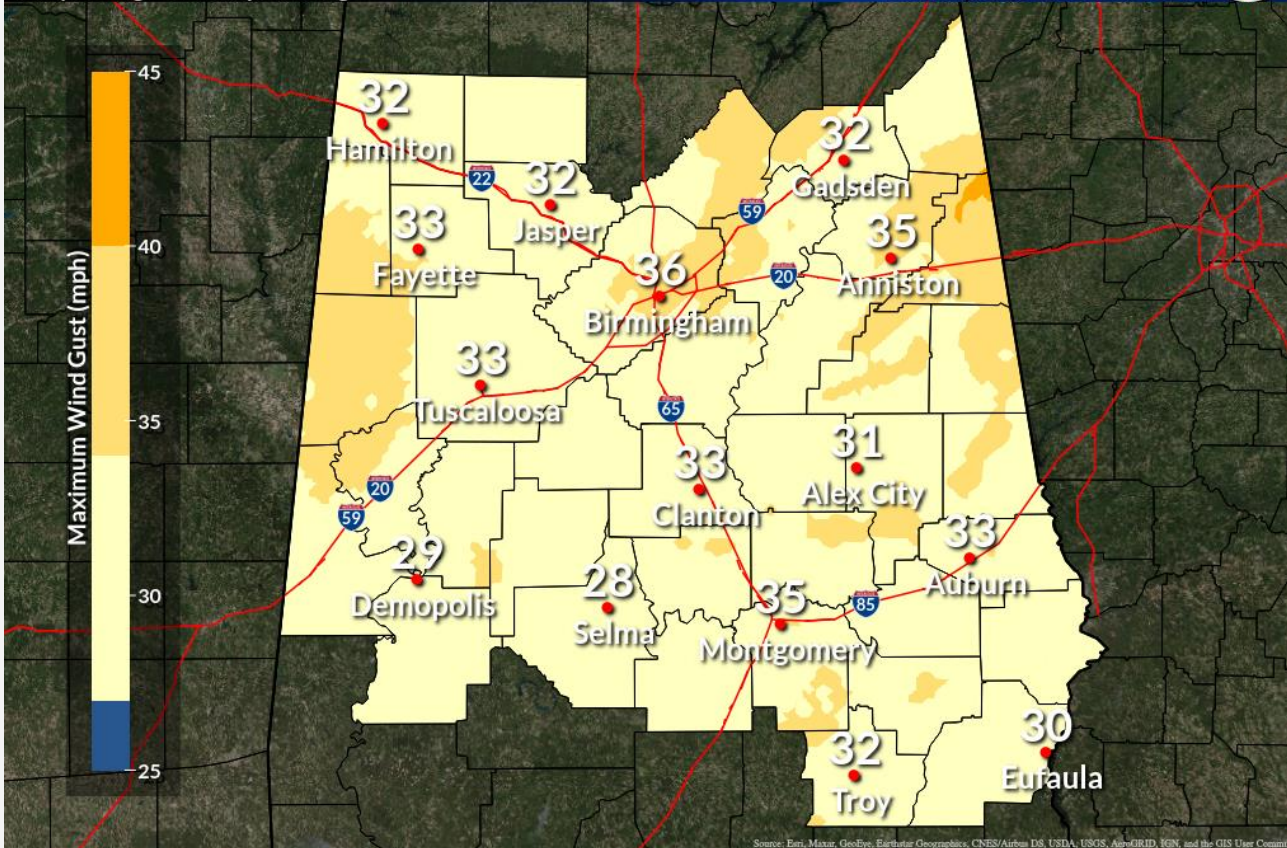 Maximum Wind Gust (mph)
45
40
35
30
25
32
Hamilton
22
32
Jasper
32
Gadsden
59
33
Fayette
35
Anniston
20
36
Birmingham
33
Tuscaloosa
65
31
Alex City
33
Clanton
20
59
33
Auburn
29
Demopolis
28
Selma
35
Montgomery
85
32
Troy
30
Eufaula
Source: Esri, Maxar, GeoEye, Earthstar Geographics, CNES/Airbus DS, USDA, USGS, AeroGRID, IGN, and the GIS User